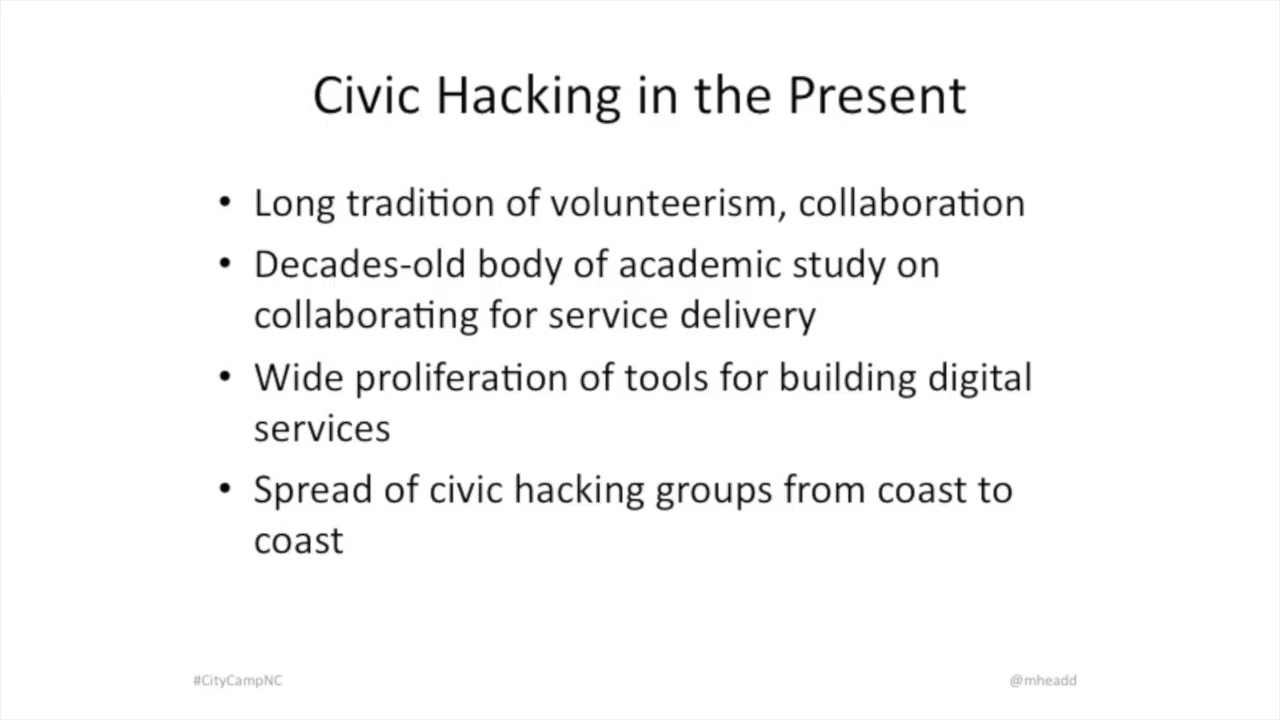 Civic Hacking in the Present
• Long tradition of volunteerism, collaboration
• Decades-old body of academic study on
collaborating for service delivery
• Wide proliferation of tools for building digital
services
• Spread of civic hacking groups from coast to
coast
#CityCampNC
@mheadd